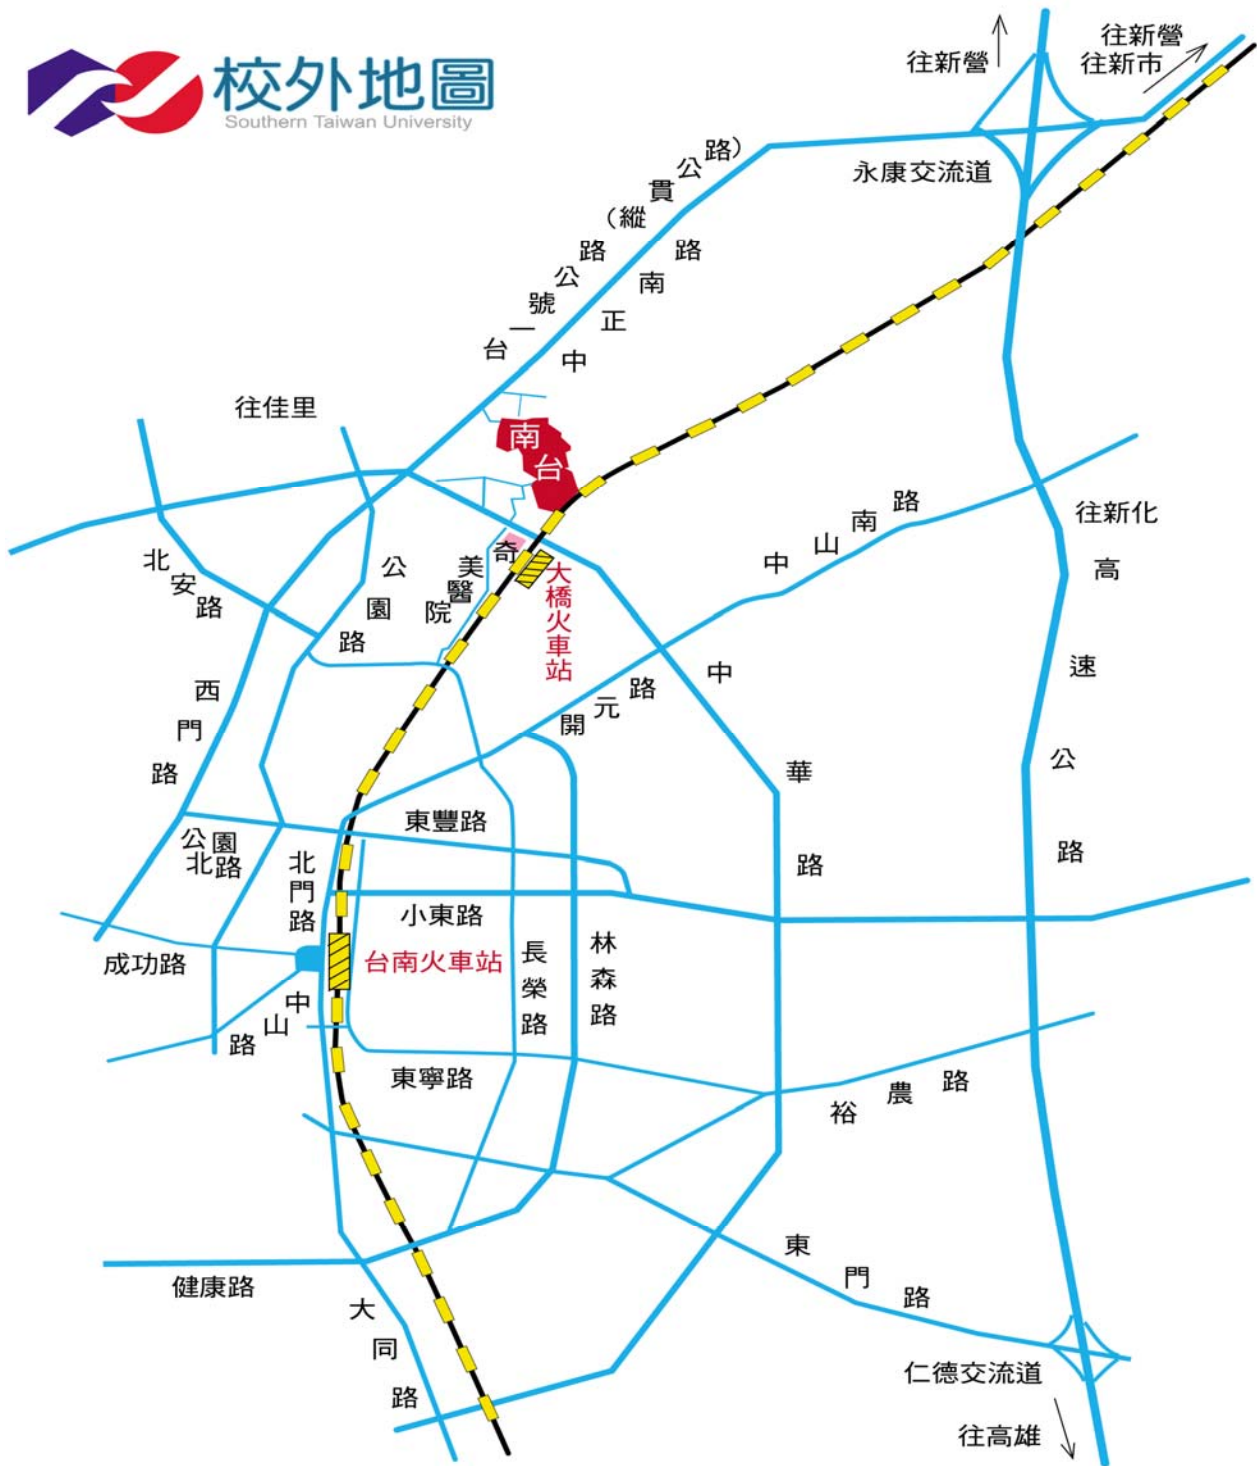 校外地圖
Southern Taiwan University
往新營
往新營
往新市
永康交流道
台一號公路（縱貫公路）
中正南路
往佳里
南台
往新化
中山南路
奇美醫院
大橋火車站
北安路
公園路
高速公路
中華路
開元路
西門路
東豐路
公園北路
北門路
小東路
成功路
台南火車站
長榮路
林森路
中山路
東寧路
裕農路
東門路
健康路
大同路
仁德交流道
往高雄